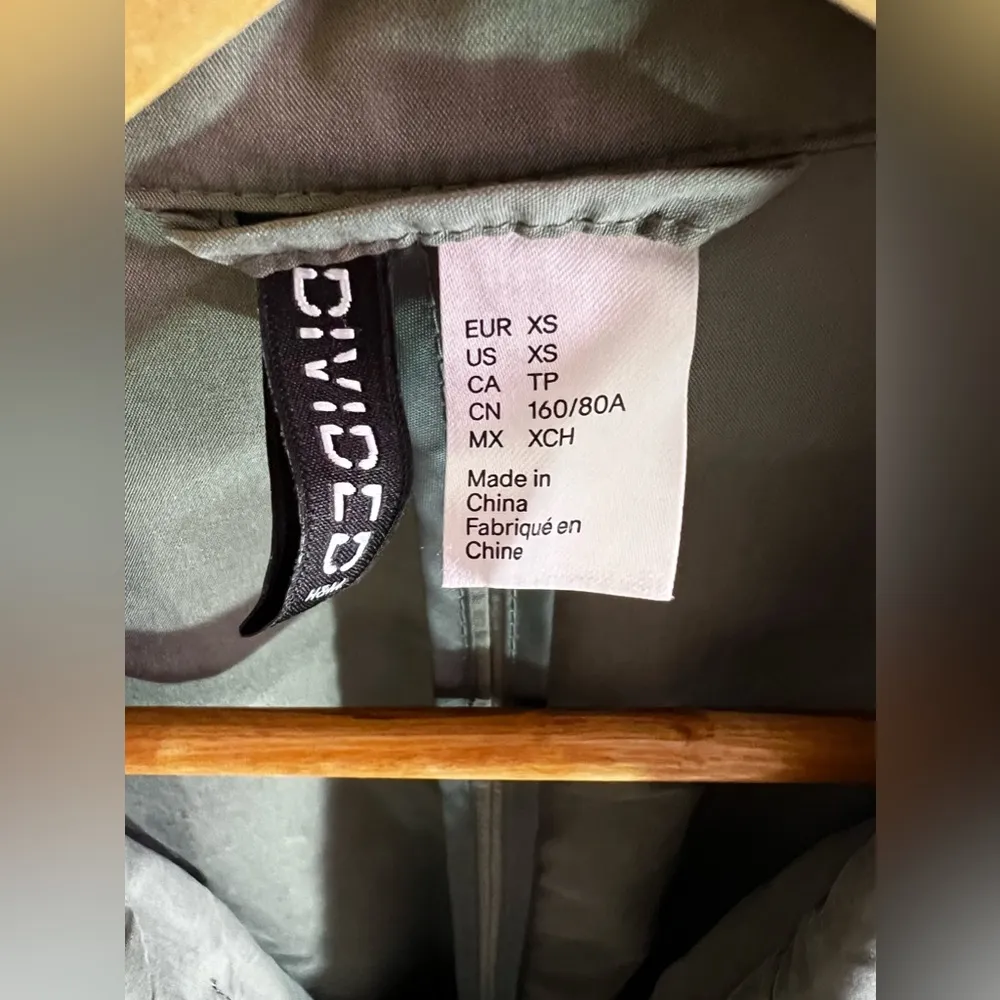 DIVIDED
H&M
EUR XS
US XS
CA TP
CN 160/80A
MX XCH
Made in
China
Fabriqué en
Chine